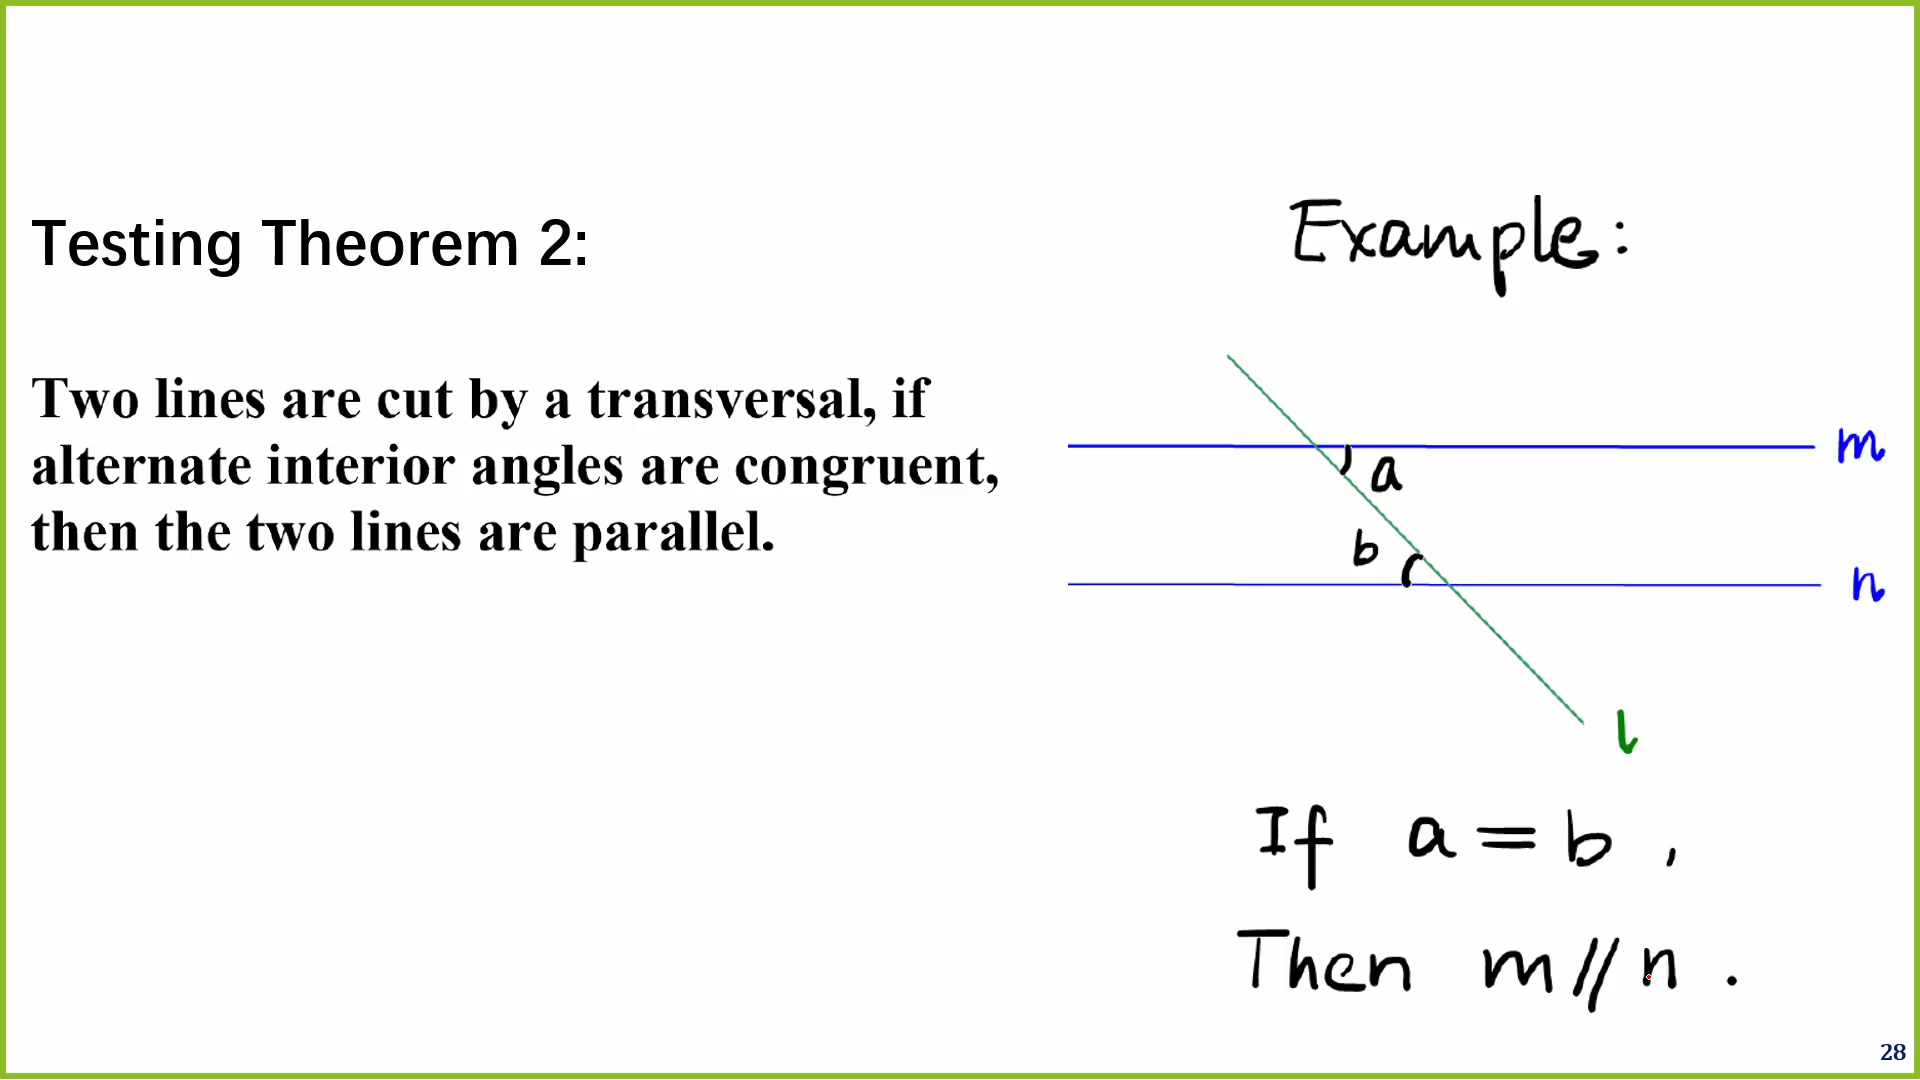 Testing Theorem 2:
Two lines are cut by a transversal, if
alternate interior angles are congruent,
then the two lines are parallel.
Example:
m
a
b
n
l
If a = b ,
Then m // n .
28